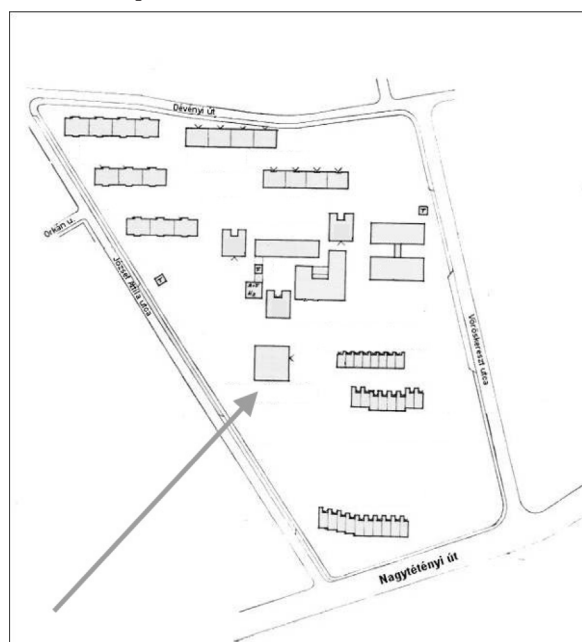 Dévényi út
Orkán u.
József Attila utca
Vöröskereszt utca
Nagytétényi út